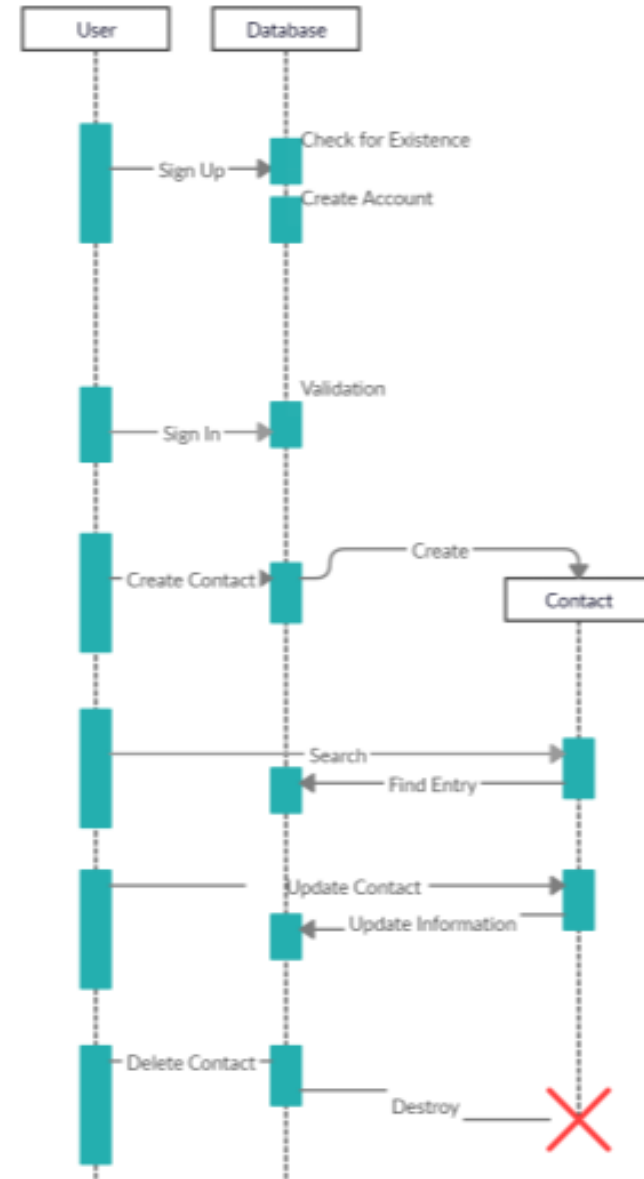 User
Database
Check for Existence
Sign Up
Create Account
Validation
Sign In
Create
Create Contact
Contact
Search
Find Entry
Update Contact
Update Information
Delete Contact
Destroy